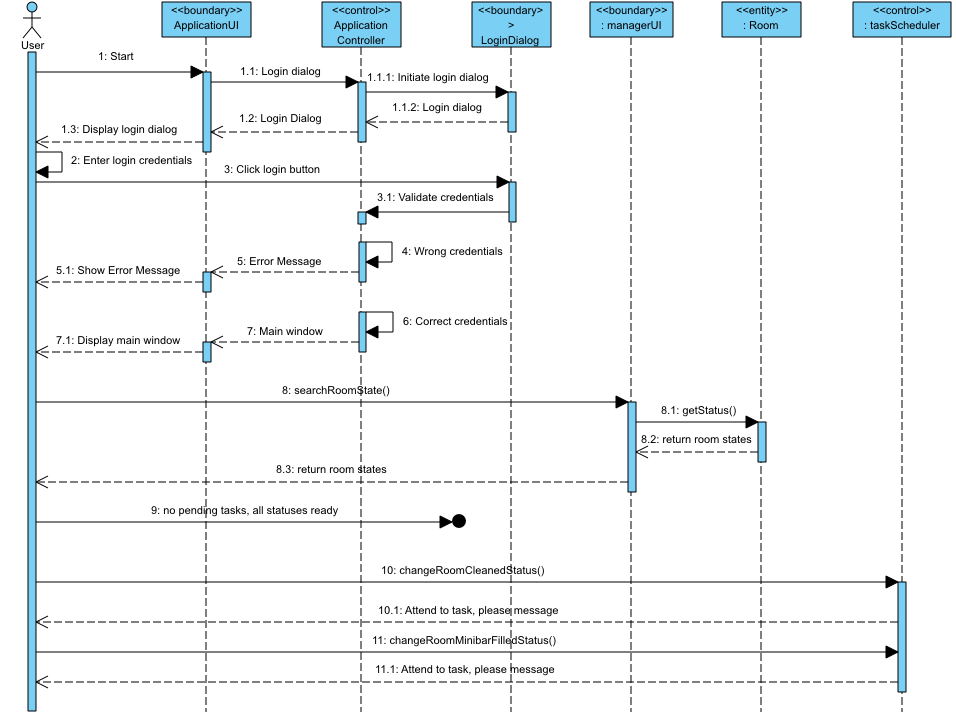 <<boundary>>
ApplicationUI
<<control>>
Application
Controller
<<boundary>
>
LoginDialog
<<boundary>>
: managerUI
<<entity>>
: Room
<<control>>
: taskScheduler
User
1: Start
1.1: Login dialog
1.1.1: Initiate login dialog
1.1.2: Login dialog
1.2: Login Dialog
1.3: Display login dialog
2: Enter login credentials
3: Click login button
3.1: Validate credentials
4: Wrong credentials
5: Error Message
5.1: Show Error Message
6: Correct credentials
7: Main window
7.1: Display main window
8: searchRoomState()
8.1: getStatus()
8.2: return room states
8.3: return room states
9: no pending tasks, all statuses ready
10: changeRoomCleanedStatus()
10.1: Attend to task, please message
11: changeRoomMinibarFilledStatus()
11.1: Attend to task, please message